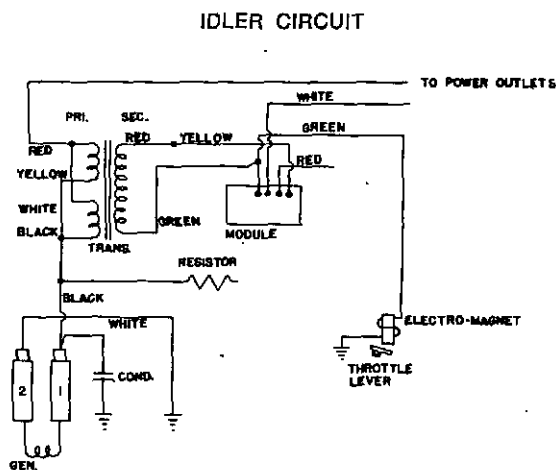 IDLER CIRCUIT
TO POWER OUTLETS
WHITE
PRI. SEC.
GREEN
RED
YELLOW
RED
RED
YELLOW
WHITE
GREEN
BLACK
TRANS.
MODULE
RESISTOR
BLACK
WHITE
ELECTRO-MAGNET
THROTTLE
LEVER
2
1
COND.
GEN.